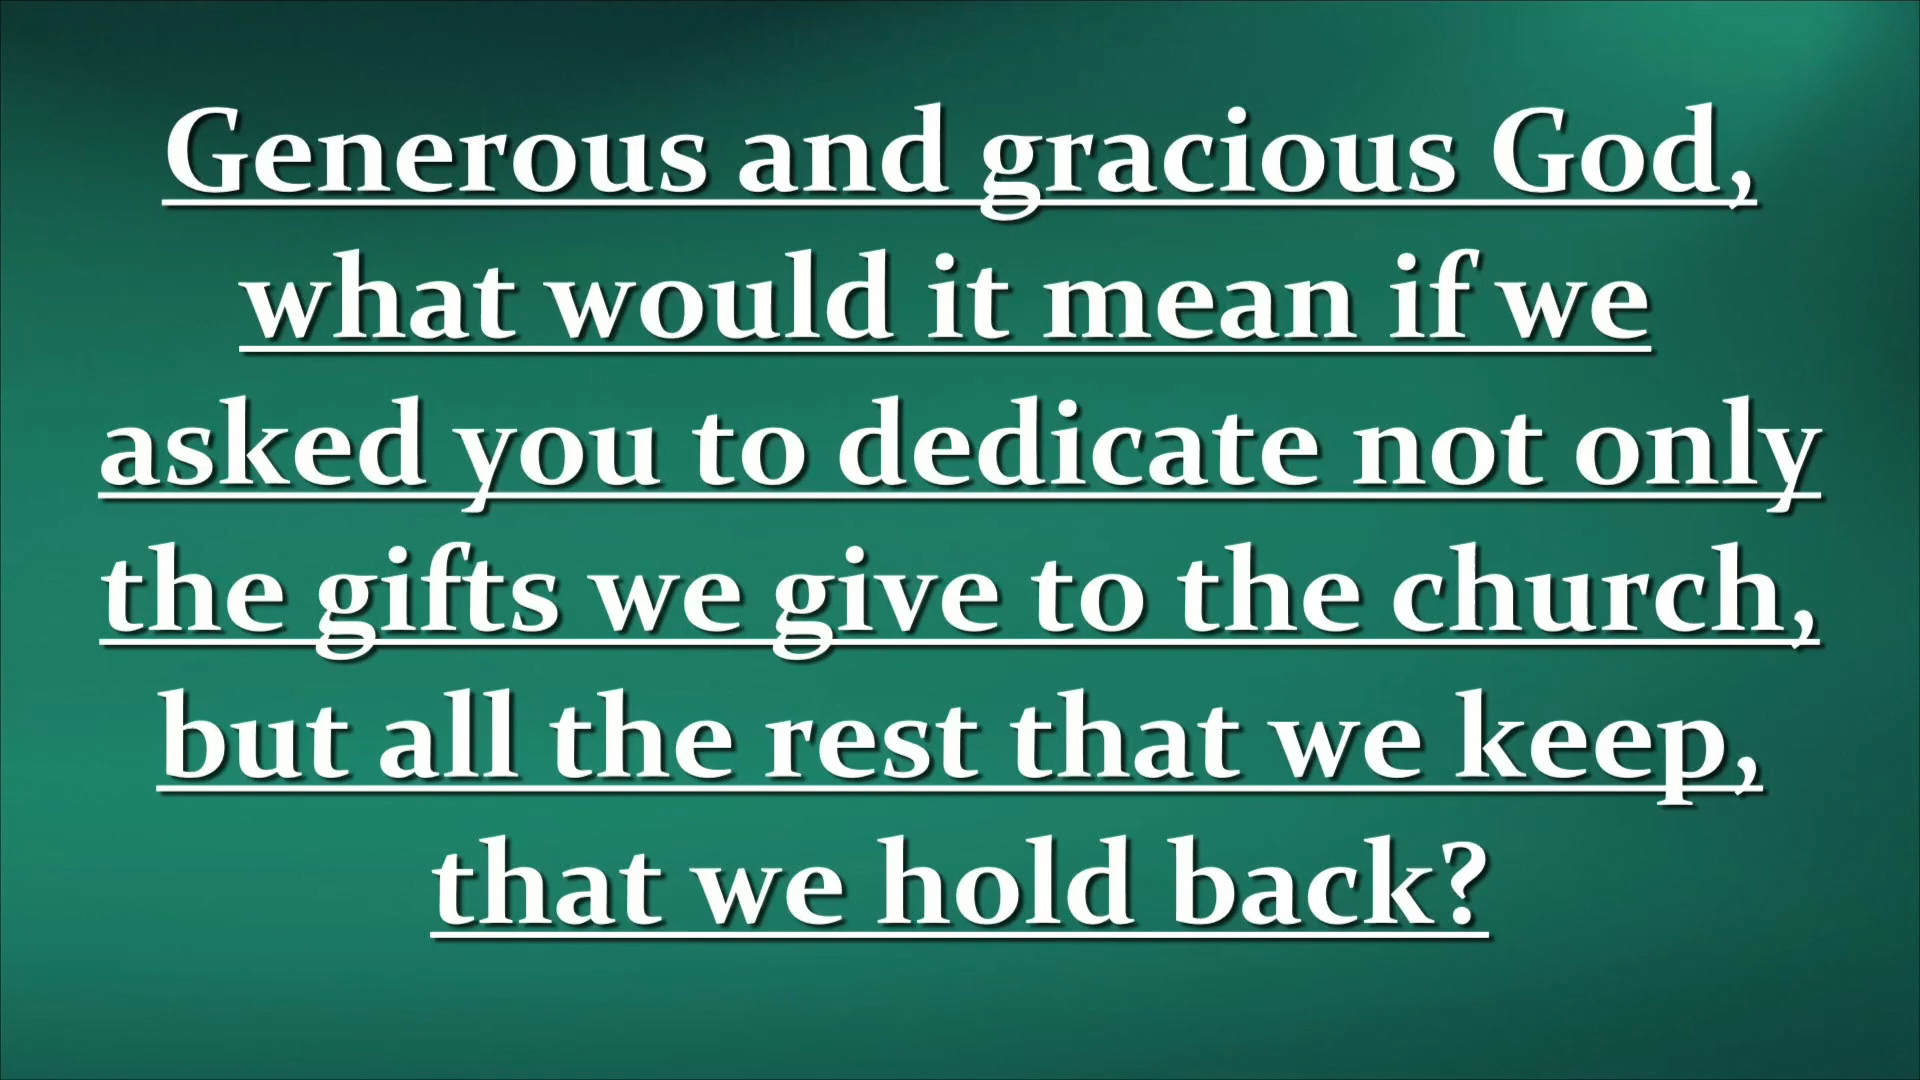 Generous and gracious God,
what would it mean if we
asked you to dedicate not only
the gifts we give to the church,
but all the rest that we keep,
that we hold back?